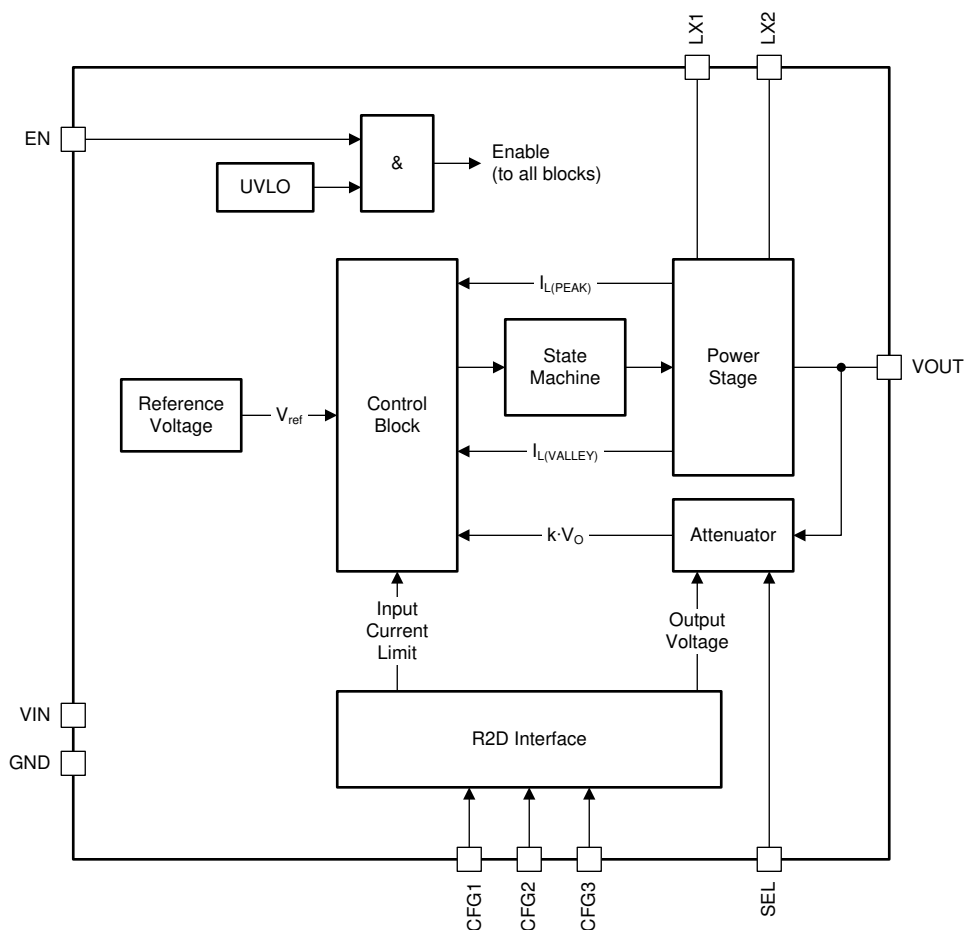 LX1
LX2
EN
&
Enable
(to all blocks)
UVLO
I_L(PEAK)
State
Machine
Power
Stage
VOUT
Reference
Voltage
V_ref
Control
Block
I_L(VALLEY)
k·V_O
Attenuator
Input
Current
Limit
Output
Voltage
VIN
R2D Interface
GND
CFG1
CFG2
CFG3
SEL